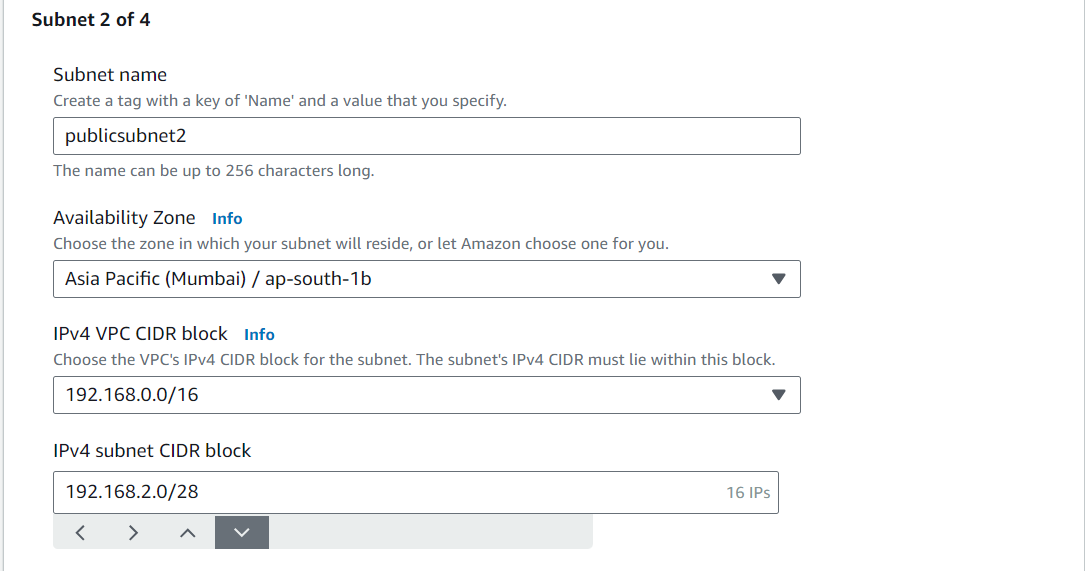 Subnet 2 of 4
Subnet name
Create a tag with a key of 'Name' and a value that you specify.
publicsubnet2
The name can be up to 256 characters long.
Availability Zone Info
Choose the zone in which your subnet will reside, or let Amazon choose one for you.
Asia Pacific (Mumbai) / ap-south-1b
IPv4 VPC CIDR block Info
Choose the VPC's IPv4 CIDR block for the subnet. The subnet's IPv4 CIDR must lie within this block.
192.168.0.0/16
IPv4 subnet CIDR block
192.168.2.0/28 16 IPs